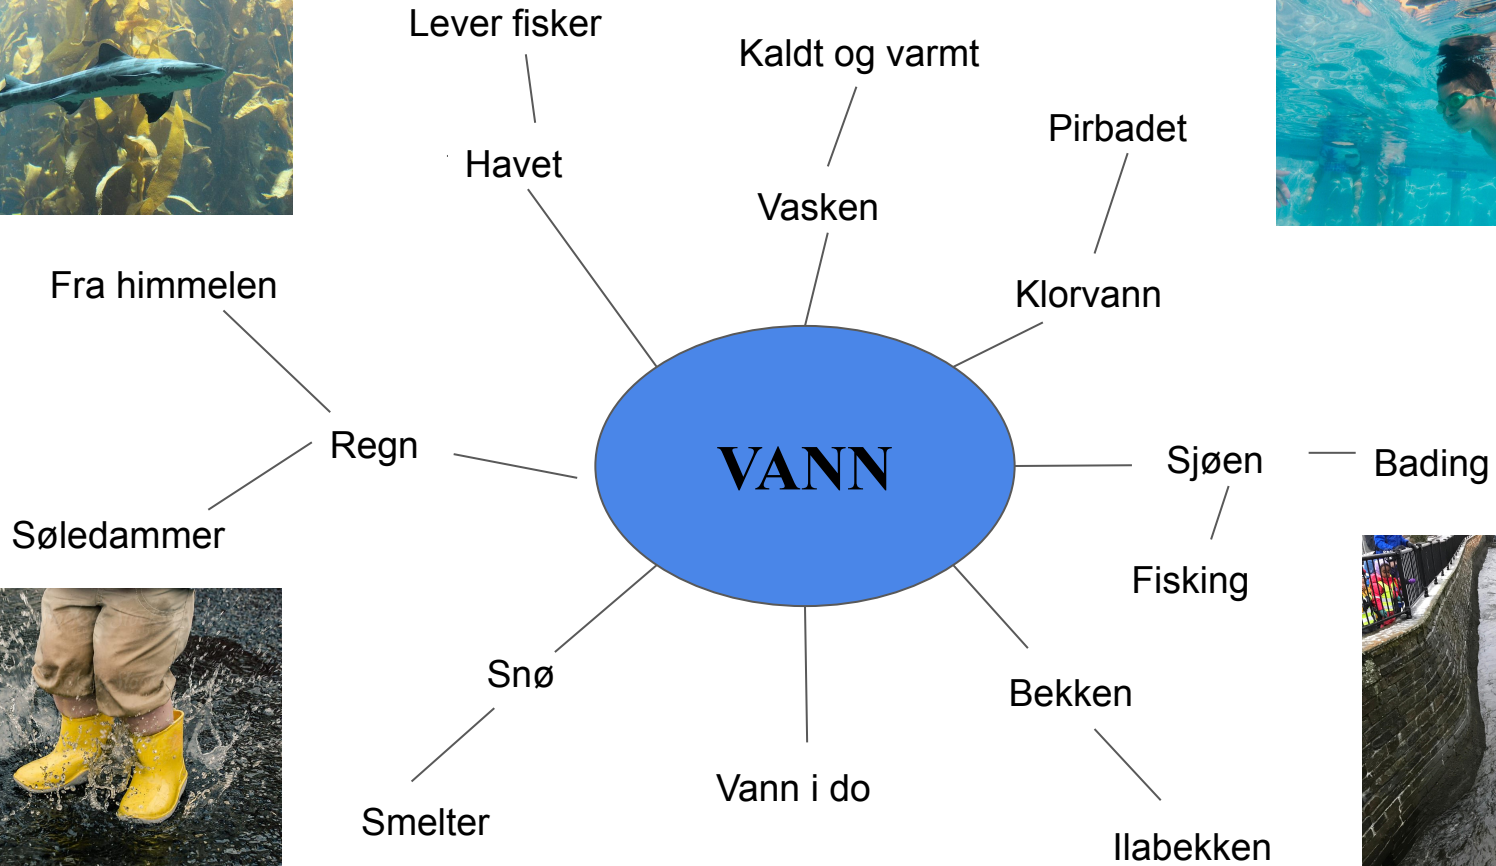 Lever fisker
Kaldt og varmt
Pirbadet
Havet
Vasken
Klorvann
Fra himmelen
Regn
VANN
Sjøen
Bading
Søledammer
Fisking
Snø
Bekken
Vann i do
Smelter
Ilabekken